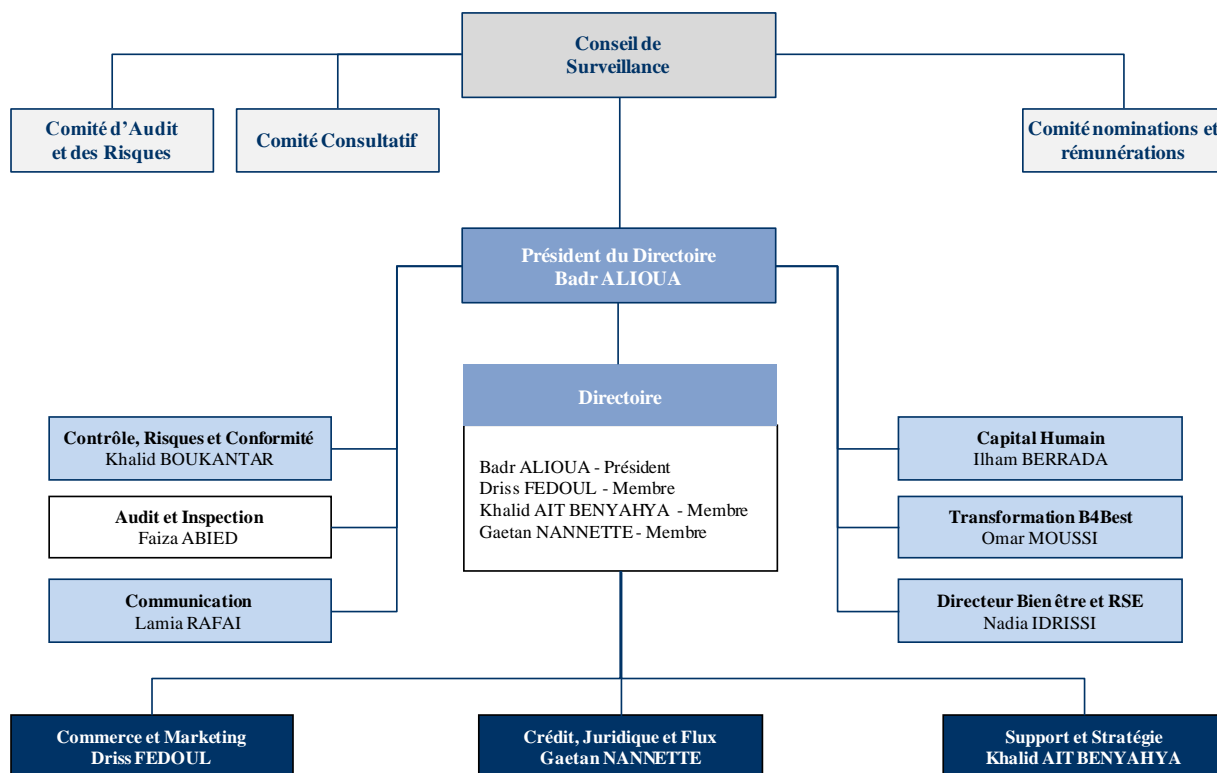 Conseil de
Surveillance
Comité d’Audit
et des Risques
Comité Consultatif
Comité nominations et
rémunérations
Président du Directoire
Badr ALIOUA
Directoire
Badr ALIOUA - Président
Driss FEDOUL - Membre
Khalid AIT BENYAHYA - Membre
Gaetan NANNETTE - Membre
Contrôle, Risques et Conformité
Khalid BOUKANTAR
Audit et Inspection
Faiza ABIED
Communication
Lamia RAFAI
Capital Humain
Ilham BERRADA
Transformation B4Best
Omar MOUSSI
Directeur Bien être et RSE
Nadia IDRISSI
Commerce et Marketing
Driss FEDOUL
Crédit, Juridique et Flux
Gaetan NANNETTE
Support et Stratégie
Khalid AIT BENYAHYA